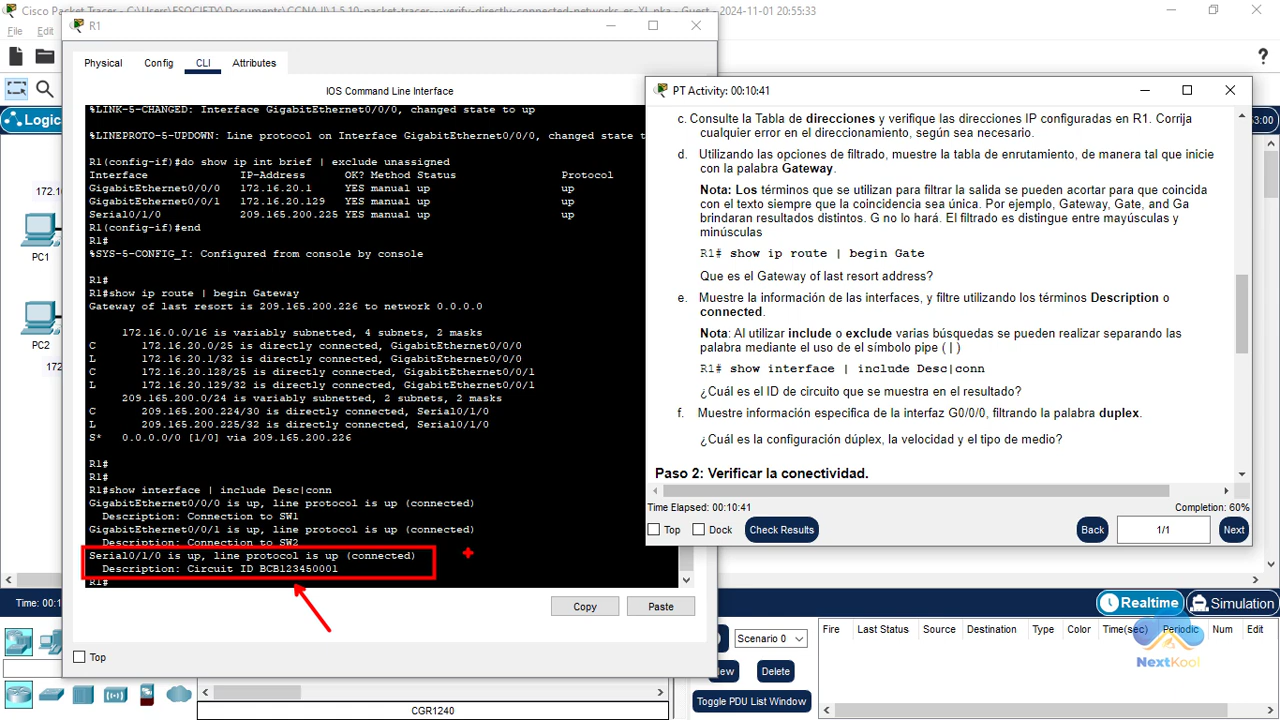 Cisco Packet Tracer - C:\Users\ESOCIETY\Documents\CCNA II\1.5.10-packet-tracer---verify-directly-connected-networks_es-XL.pka - Guest - 2024-11-01 20:55:33
File Edit
R1
Physical Config CLI Attributes
IOS Command Line Interface
%LINK-5-CHANGED: Interface GigabitEthernet0/0/0, changed state to up
%LINEPROTO-5-UPDOWN: Line protocol on Interface GigabitEthernet0/0/0, changed state t
R1(config-if)#do show ip int brief | exclude unassigned
Interface IP-Address OK? Method Status Protocol
GigabitEthernet0/0/0 172.16.20.1 YES manual up up
GigabitEthernet0/0/1 172.16.20.129 YES manual up up
Serial0/1/0 209.165.200.225 YES manual up up
R1(config-if)#end
R1#
%SYS-5-CONFIG_I: Configured from console by console
R1#
R1#show ip route | begin Gateway
Gateway of last resort is 209.165.200.226 to network 0.0.0.0
172.16.0.0/16 is variably subnetted, 4 subnets, 2 masks
C 172.16.20.0/25 is directly connected, GigabitEthernet0/0/0
L 172.16.20.1/32 is directly connected, GigabitEthernet0/0/0
C 172.16.20.128/25 is directly connected, GigabitEthernet0/0/1
L 172.16.20.129/32 is directly connected, GigabitEthernet0/0/1
209.165.200.0/24 is variably subnetted, 2 subnets, 2 masks
C 209.165.200.224/30 is directly connected, Serial0/1/0
L 209.165.200.225/32 is directly connected, Serial0/1/0
S* 0.0.0.0/0 [1/0] via 209.165.200.226
R1#
R1#
R1#show interface | include Desc|conn
GigabitEthernet0/0/0 is up, line protocol is up (connected)
Description: Connection to SW1
GigabitEthernet0/0/1 is up, line protocol is up (connected)
Description: Connection to SW2
Serial0/1/0 is up, line protocol is up (connected)
Description: Circuit ID BCB123450001
R1#
Copy Paste
Top
PT Activity: 00:10:41
c. Consulte la Tabla de direcciones y verifique las direcciones IP configuradas en R1. Corrija
cualquier error en el direccionamiento, según sea necesario.
d. Utilizando las opciones de filtrado, muestre la tabla de enrutamiento, de manera tal que inicie
con la palabra Gateway.
Nota: Los términos que se utilizan para filtrar la salida se pueden acortar para que coincida
con el texto siempre que la coincidencia sea única. Por ejemplo, Gateway, Gate, and Ga
brindaran resultados distintos. G no lo hará. El filtrado es distingue entre mayúsculas y
minúsculas
R1# show ip route | begin Gate
Que es el Gateway of last resort address?
e. Muestre la información de las interfaces, y filtre utilizando los términos Description o
connected.
Nota: Al utilizar include o exclude varias búsquedas se pueden realizar separando las
palabra mediante el uso de el símbolo pipe ( | )
R1# show interface | include Desc|conn
¿Cuál es el ID de circuito que se muestra en el resultado?
f. Muestre información especifica de la interfaz G0/0/0, filtrando la palabra duplex.
¿Cuál es la configuración dúplex, la velocidad y el tipo de medio?
Paso 2: Verificar la conectividad.
Time Elapsed: 00:10:41 Completion: 60%
Top Dock Check Results Back 1/1 Next
Logic
53:00
172.1
PC1
PC2
172
Time: 00:1
Realtime Simulation
Scenario 0
Fire Last Status Source Destination Type Color Time(sec) Periodic Num Edit
New Delete
Toggle PDU List Window
CGR1240
NextKool